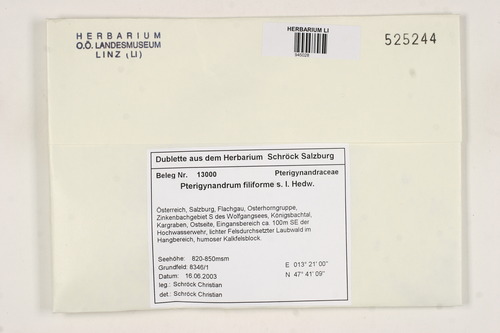 HERBARIUM
O.Ö. LANDESMUSEUM
LINZ (LI)
HERBARIUM LI
525244
Dublette aus dem Herbarium Schröck Salzburg
Beleg Nr. 13000 Pterigynandraceae
Pterigynandrum filiforme s. l. Hedw.
Österreich, Salzburg, Flachgau, Osterhorngruppe,
Zinkenbachgebiet S des Wolfgangsees, Königsbachtal,
Kargraben, Ostseite, Eingansbereich ca. 100m SE der
Hochwasserwehr, lichter Felsdurchsetzter Laubwald im
Hangbereich, humoser Kalkfelsblock.
Seehöhe: 820-850msm E 013° 21' 00"
Grundfeld: 8346/1 N 47° 41' 09"
Datum: 16.06.2003
leg.: Schröck Christian
det.: Schröck Christian